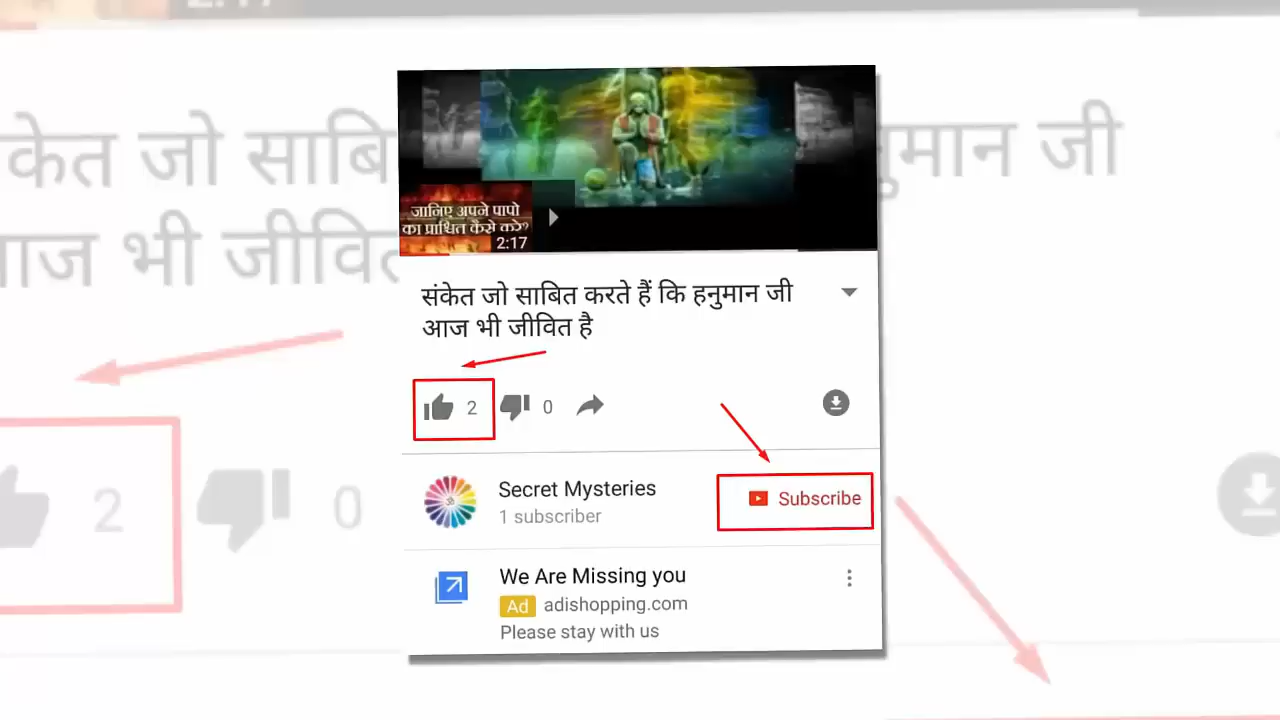 जानिए अपने पापो
का प्राश्चित कैसे करे?
2:17
संकेत जो साबित करते हैं कि हनुमान जी
आज भी जीवित है
2
0
Secret Mysteries
1 subscriber
Subscribe
We Are Missing you
Ad adishopping.com
Please stay with us